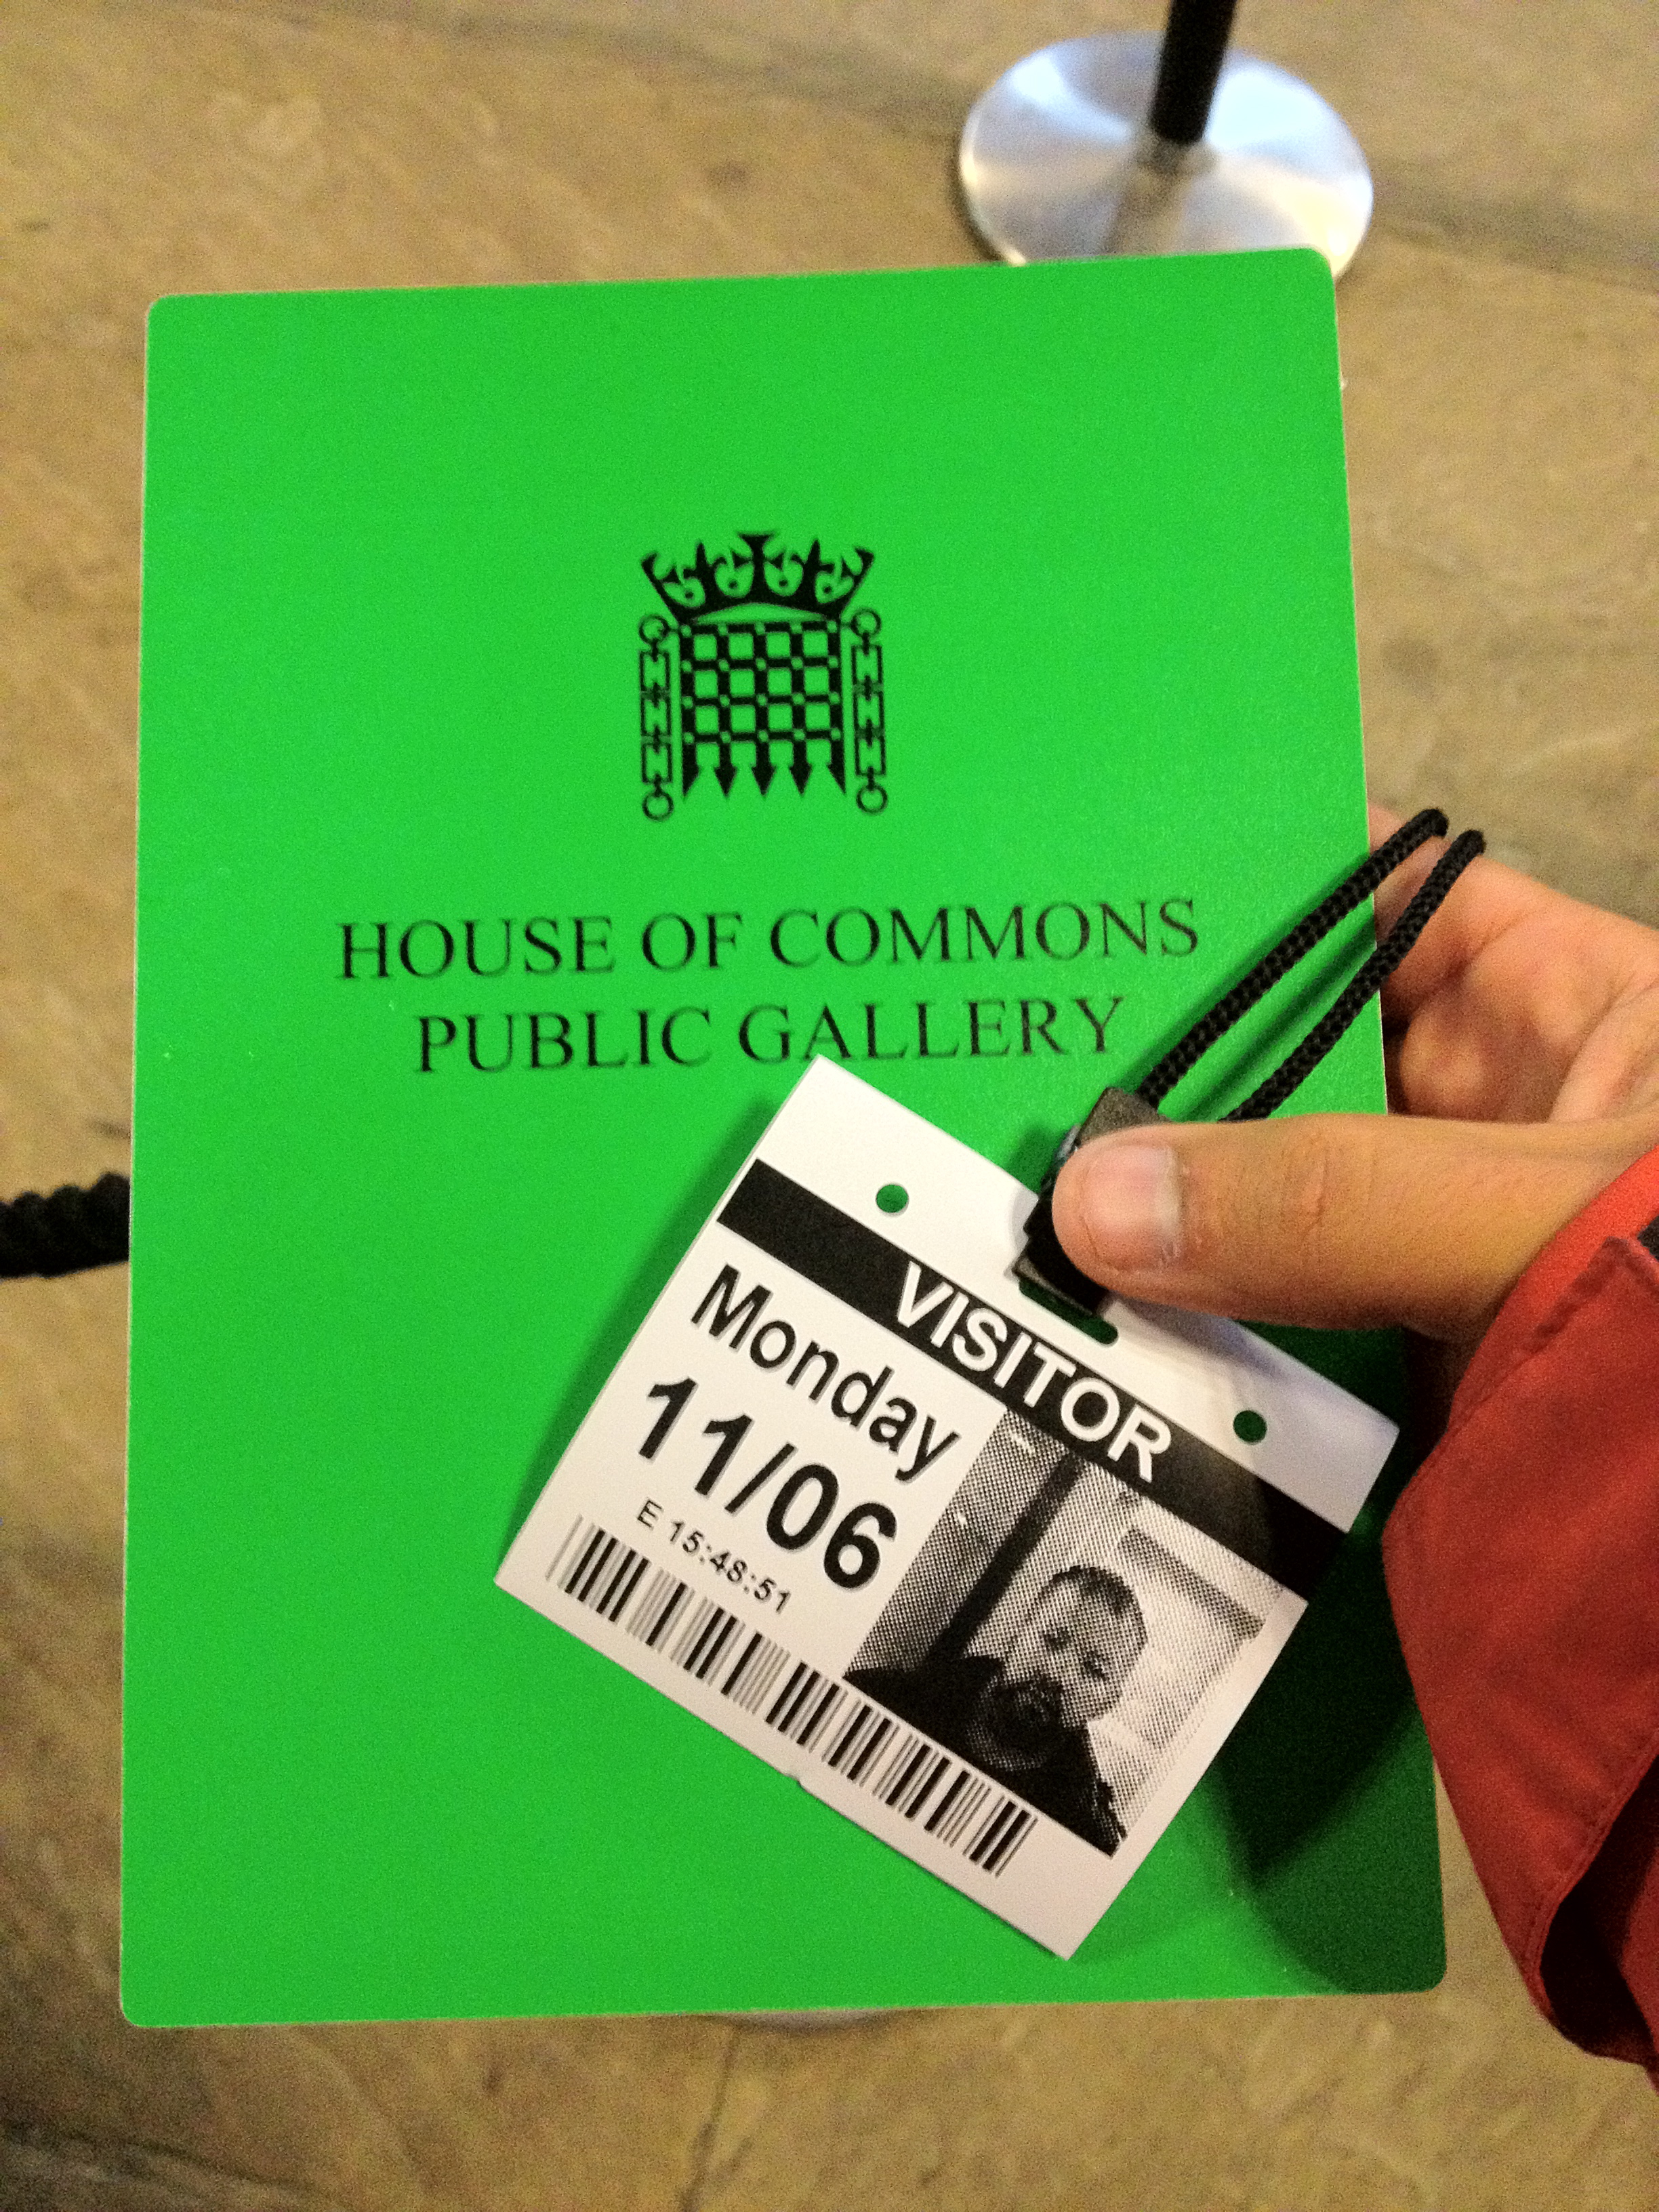 HOUSE OF COMMONS
PUBLIC GALLERY
VISITOR
Monday
11/06
E 15:48:51